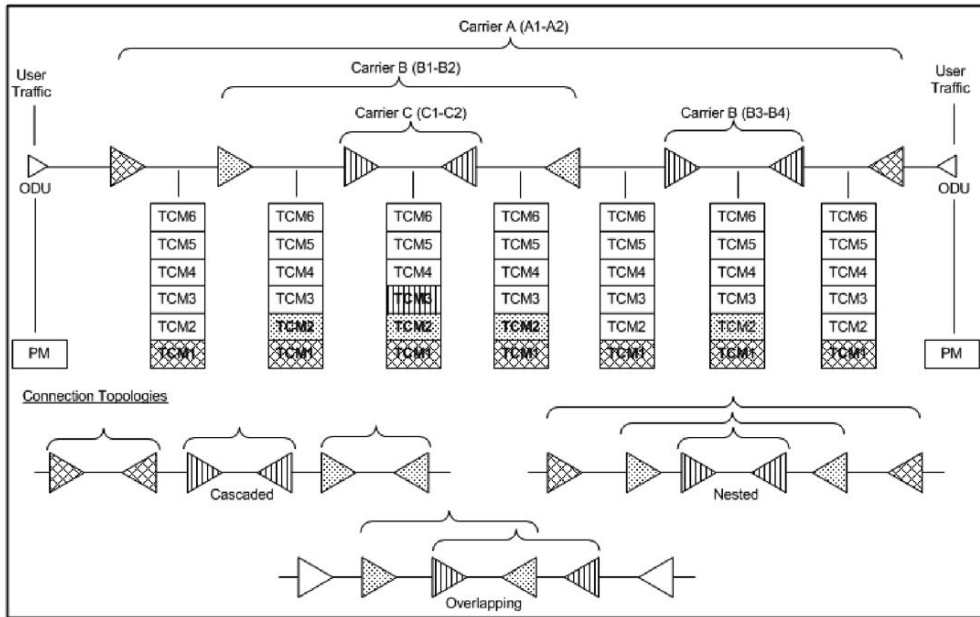 Carrier A (A1-A2)
User
Traffic
Carrier B (B1-B2)
User
Traffic
Carrier C (C1-C2)
Carrier B (B3-B4)
ODU
ODU
TCM6 TCM6 TCM6 TCM6 TCM6 TCM6 TCM6
TCM5 TCM5 TCM5 TCM5 TCM5 TCM5 TCM5
TCM4 TCM4 TCM4 TCM4 TCM4 TCM4 TCM4
TCM3 TCM3 TCM3 TCM3 TCM3 TCM3 TCM3
TCM2 TCM2 TCM2 TCM2 TCM2 TCM2 TCM2
PM TCM1 TCM1 TCM1 TCM1 TCM1 TCM1 TCM1 PM
Connection Topologies
Cascaded
Nested
Overlapping